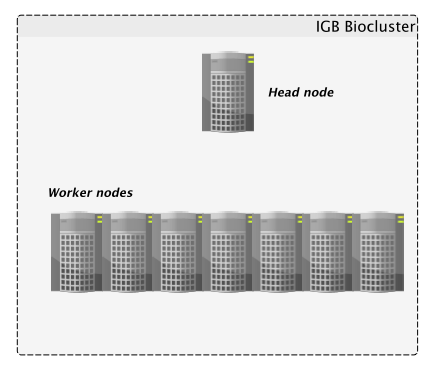 IGB Biocluster
Head node
Worker nodes